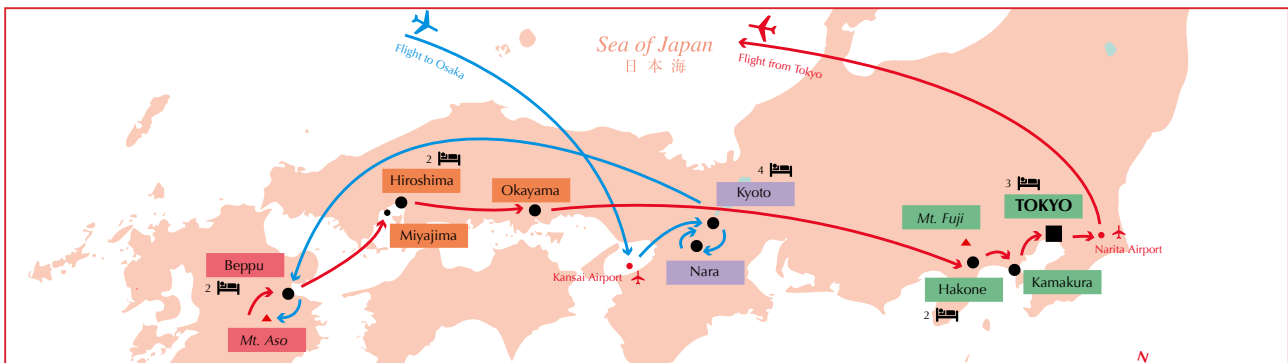 Sea of Japan
日本海
Flight to Osaka
Flight from Tokyo
2
Hiroshima
Okayama
Miyajima
4
Kyoto
Nara
Kansai Airport
Beppu
2
Mt. Aso
3
TOKYO
Mt. Fuji
Narita Airport
Hakone
Kamakura
2
N